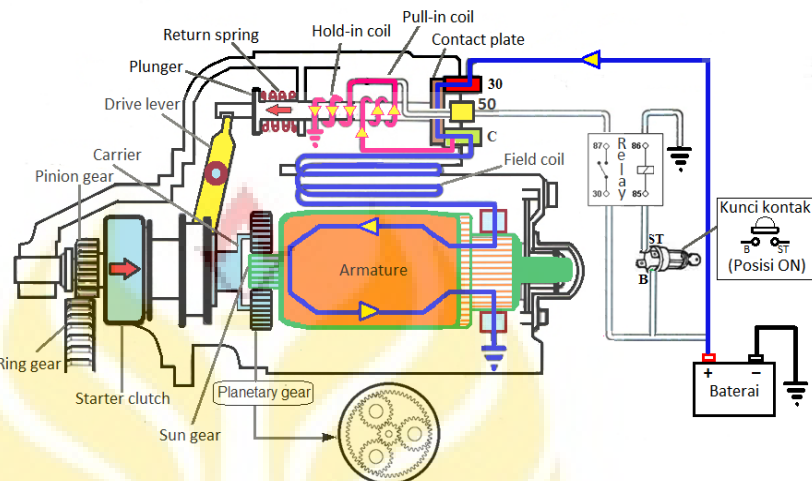 Pull-in coil
Hold-in coil
Return spring
Contact plate
Plunger
30
Drive lever
50
C
Carrier
Field coil
Pinion gear
87
86
Relay
30
85
Kunci kontak
B ST
(Posisi ON)
ST
B
Armature
Ring gear
Starter clutch
Planetary gear
Sun gear
+ −
Baterai